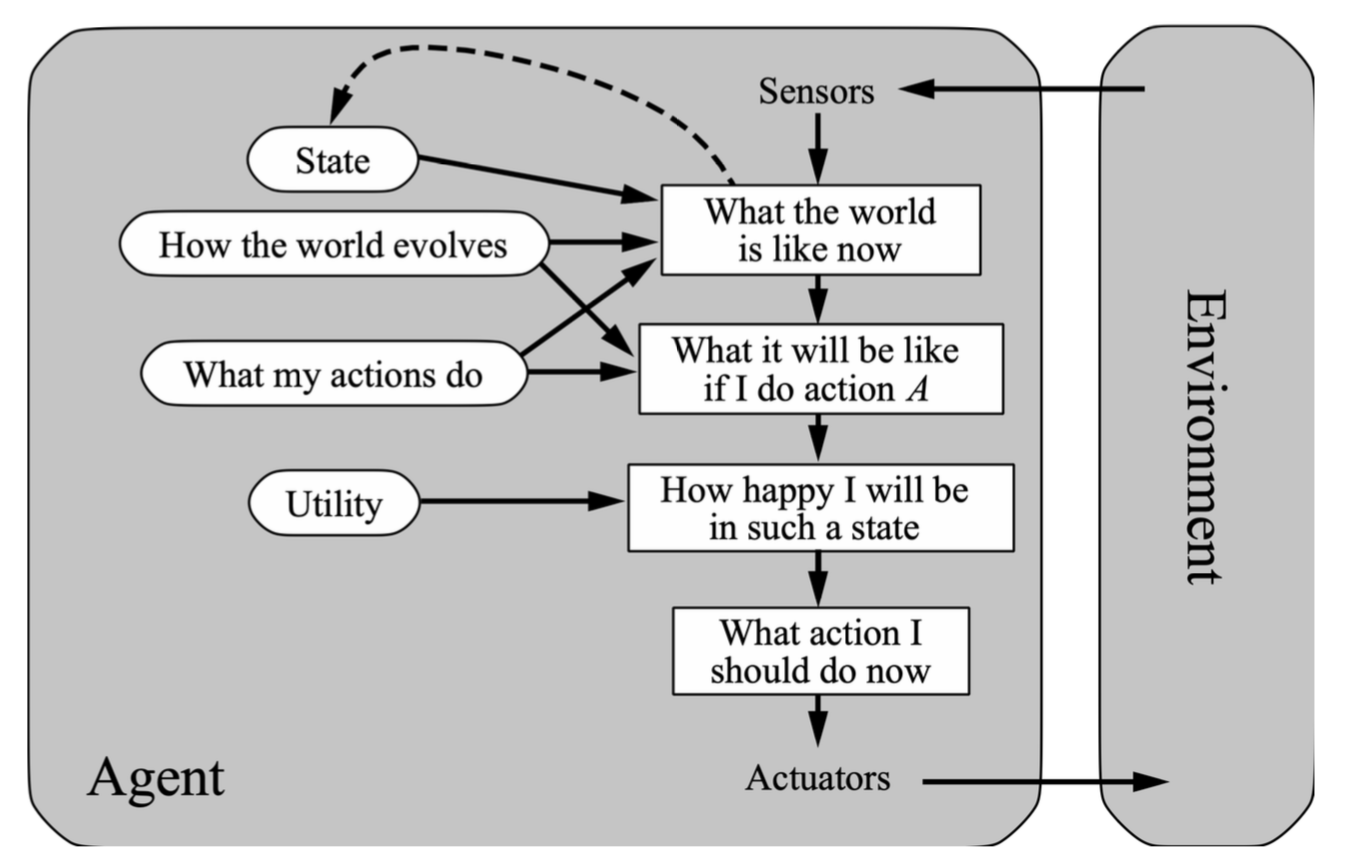 Sensors
State
What the world
is like now
How the world evolves
What it will be like
if I do action A
What my actions do
How happy I will be
in such a state
Utility
What action I
should do now
Agent
Actuators
Environment